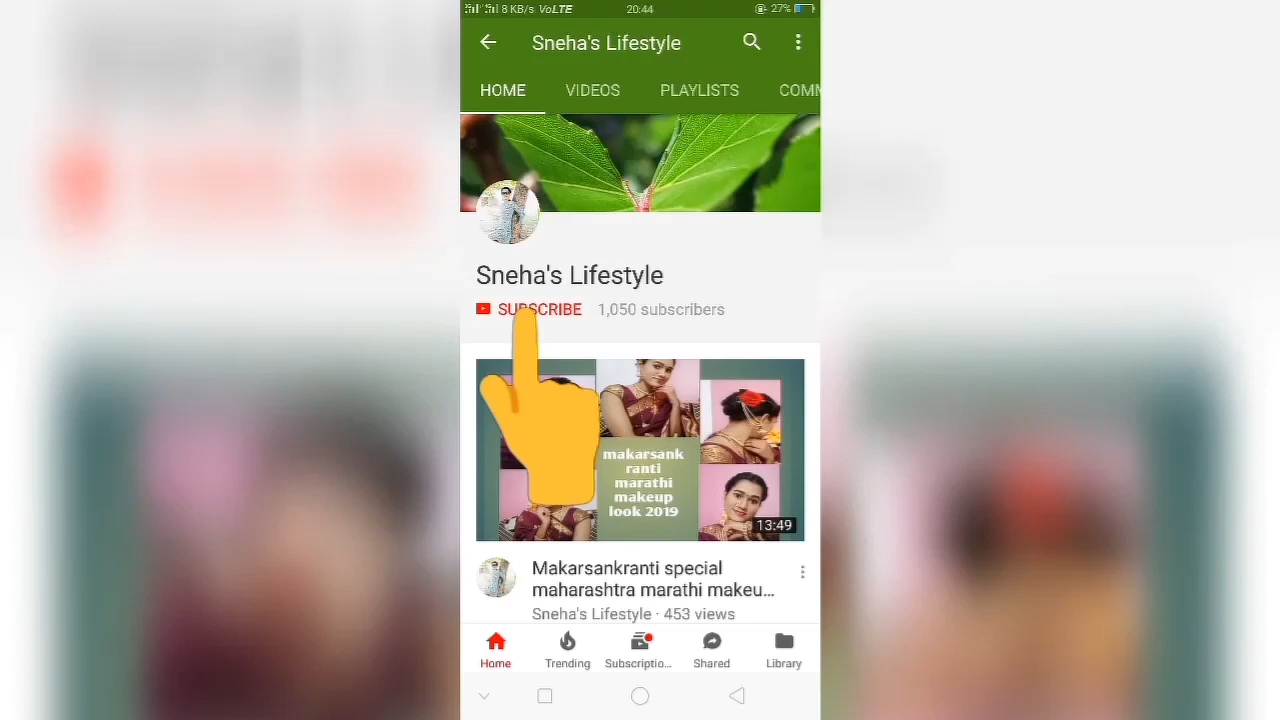 8 KB/s VoLTE 20:44 27%
Sneha's Lifestyle
HOME VIDEOS PLAYLISTS COMM
Sneha's Lifestyle
SUBSCRIBE 1,050 subscribers
makarsank
ranti
marathi
makeup
look 2019
13:49
Makarsankranti special
maharashtra marathi makeu...
Sneha's Lifestyle · 453 views
Home Trending Subscriptio... Shared Library